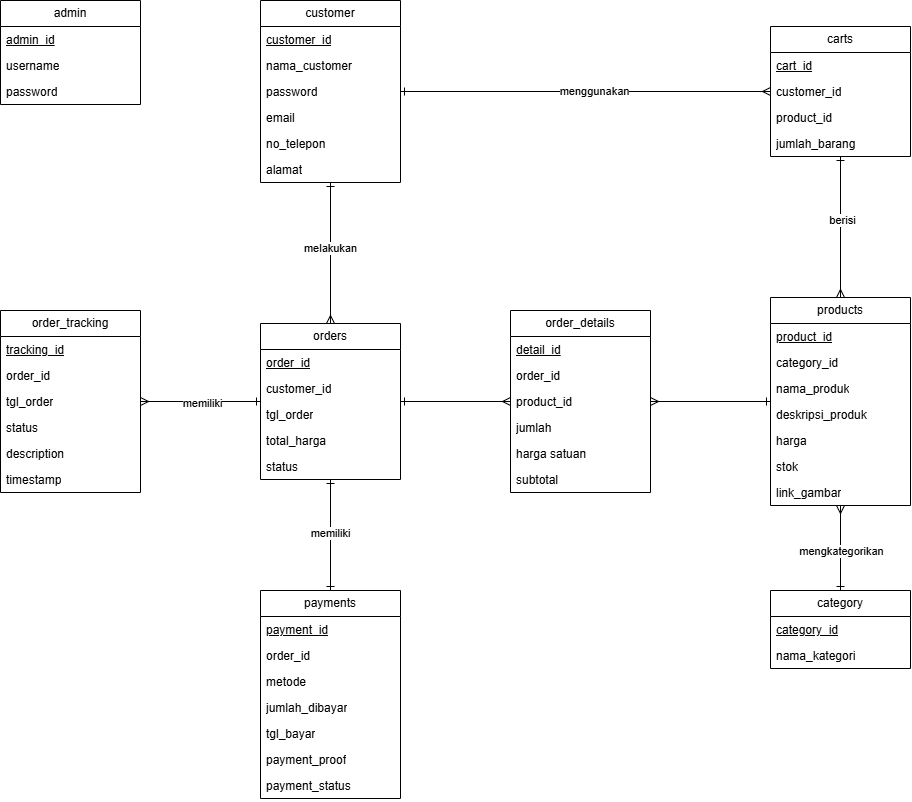 admin
admin_id
username
password
customer
customer_id
nama_customer
password
email
no_telepon
alamat
menggunakan
carts
cart_id
customer_id
product_id
jumlah_barang
melakukan
berisi
order_tracking
tracking_id
order_id
tgl_order
status
description
timestamp
memiliki
orders
order_id
customer_id
tgl_order
total_harga
status
order_details
detail_id
order_id
product_id
jumlah
harga satuan
subtotal
products
product_id
category_id
nama_produk
deskripsi_produk
harga
stok
link_gambar
memiliki
mengkategorikan
payments
payment_id
order_id
metode
jumlah_dibayar
tgl_bayar
payment_proof
payment_status
category
category_id
nama_kategori